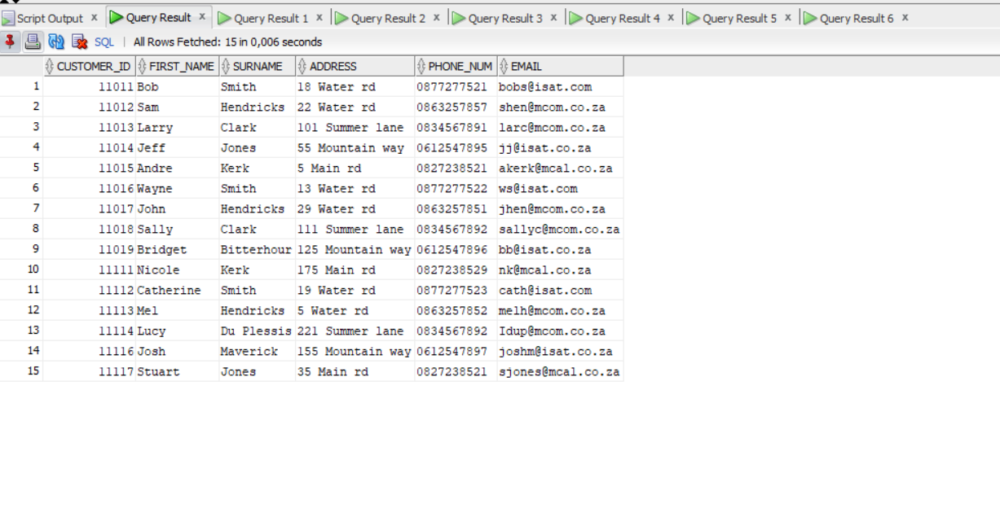 Script Output x Query Result x Query Result 1 x Query Result 2 x Query Result 3 x Query Result 4 x Query Result 5 x Query Result 6 x
SQL | All Rows Fetched: 15 in 0,006 seconds
CUSTOMER_ID FIRST_NAME SURNAME ADDRESS PHONE_NUM EMAIL
1 11011 Bob Smith 18 Water rd 0877277521 bobs@isat.com
2 11012 Sam Hendricks 22 Water rd 0863257857 shen@mcom.co.za
3 11013 Larry Clark 101 Summer lane 0834567891 larc@mcom.co.za
4 11014 Jeff Jones 55 Mountain way 0612547895 jj@isat.co.za
5 11015 Andre Kerk 5 Main rd 0827238521 akerk@mcal.co.za
6 11016 Wayne Smith 13 Water rd 0877277522 ws@isat.com
7 11017 John Hendricks 29 Water rd 0863257851 jhen@mcom.co.za
8 11018 Sally Clark 111 Summer lane 0834567892 sallyc@mcom.co.za
9 11019 Bridget Bitterhour 125 Mountain way 0612547896 bb@isat.co.za
10 11111 Nicole Kerk 175 Main rd 0827238529 nk@mcal.co.za
11 11112 Catherine Smith 19 Water rd 0877277523 cath@isat.com
12 11113 Mel Hendricks 5 Water rd 0863257852 melh@mcom.co.za
13 11114 Lucy Du Plessis 221 Summer lane 0834567892 Idup@mcom.co.za
14 11116 Josh Maverick 155 Mountain way 0612547897 joshm@isat.co.za
15 11117 Stuart Jones 35 Main rd 0827238521 sjones@mcal.co.za